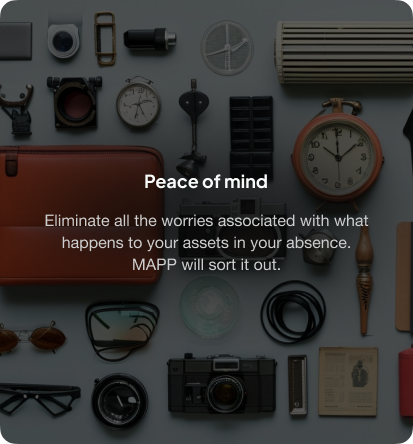 Peace of mind
Eliminate all the worries associated with what
happens to your assets in your absence.
MAPP will sort it out.